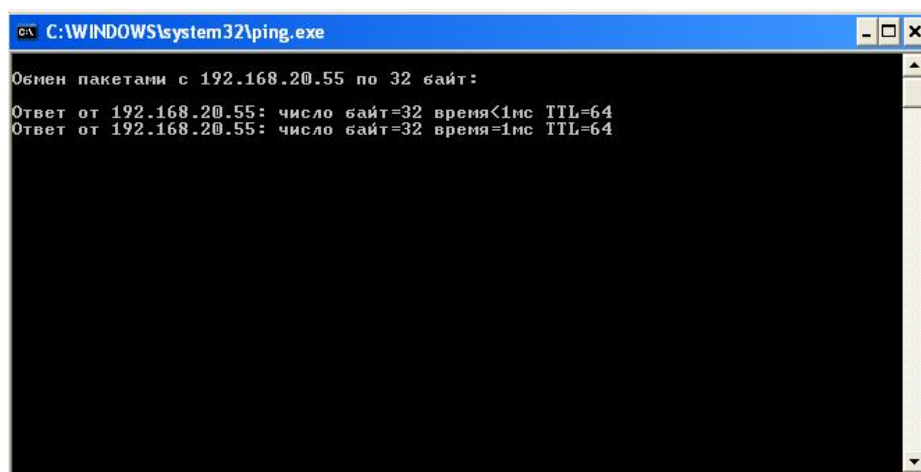 C:\WINDOWS\system32\ping.exe
Обмен пакетами с 192.168.20.55 по 32 байт:
Ответ от 192.168.20.55: число байт=32 время<1мс TTL=64
Ответ от 192.168.20.55: число байт=32 время=1мс TTL=64